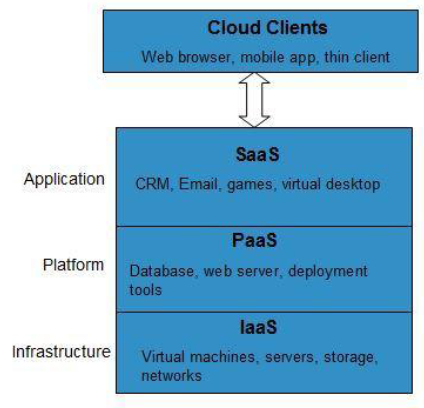 Cloud Clients
Web browser, mobile app, thin client
SaaS
Application
CRM, Email, games, virtual desktop
PaaS
Platform
Database, web server, deployment
tools
IaaS
Infrastructure
Virtual machines, servers, storage,
networks